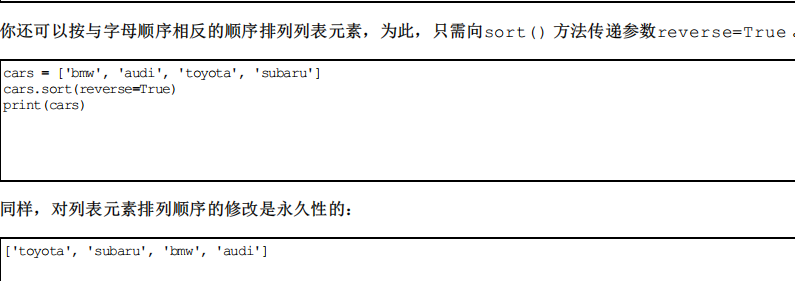 你还可以按与字母顺序相反的顺序排列列表元素，为此，只需向sort() 方法传递参数reverse=True 。
cars = ['bmw', 'audi', 'toyota', 'subaru']
cars.sort(reverse=True)
print(cars)
同样，对列表元素排列顺序的修改是永久性的：
['toyota', 'subaru', 'bmw', 'audi']